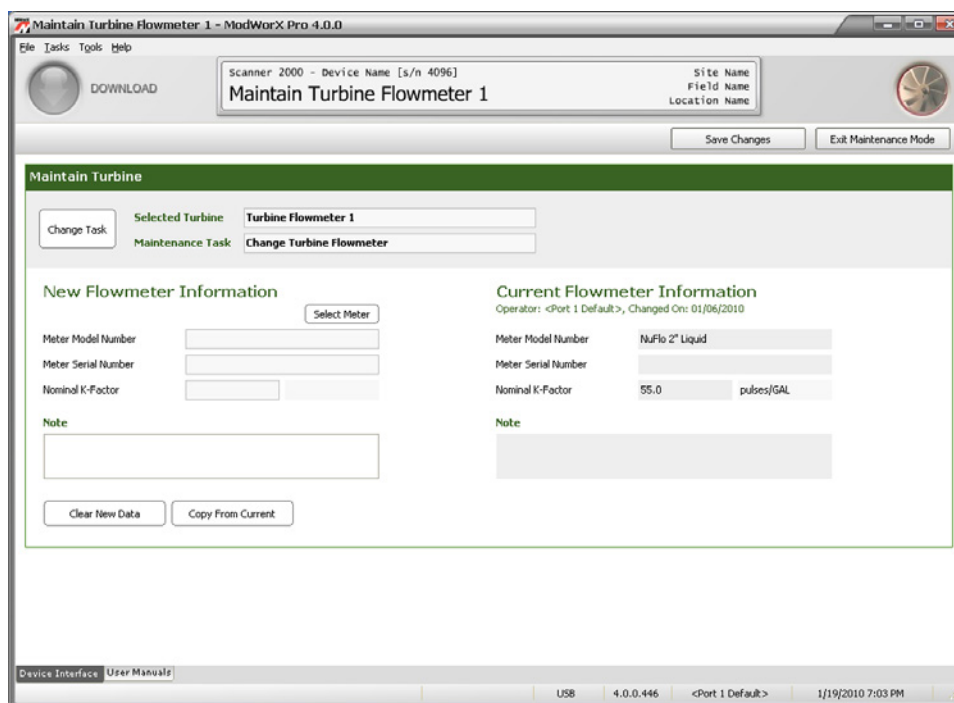 Maintain Turbine Flowmeter 1 - ModWorX Pro 4.0.0
File Tasks Tools Help
DOWNLOAD
Scanner 2000 - Device Name [s/n 4096]
Maintain Turbine Flowmeter 1
Site Name
Field Name
Location Name
Save Changes Exit Maintenance Mode
Maintain Turbine
Change Task
Selected Turbine Turbine Flowmeter 1
Maintenance Task Change Turbine Flowmeter
New Flowmeter Information
Select Meter
Meter Model Number
Meter Serial Number
Nominal K-Factor
Note
Clear New Data Copy From Current
Current Flowmeter Information
Operator: <Port 1 Default>, Changed On: 01/06/2010
Meter Model Number NuFlo 2" Liquid
Meter Serial Number
Nominal K-Factor 55.0 pulses/GAL
Note
Device Interface User Manuals
USB 4.0.0.446 <Port 1 Default> 1/19/2010 7:03 PM